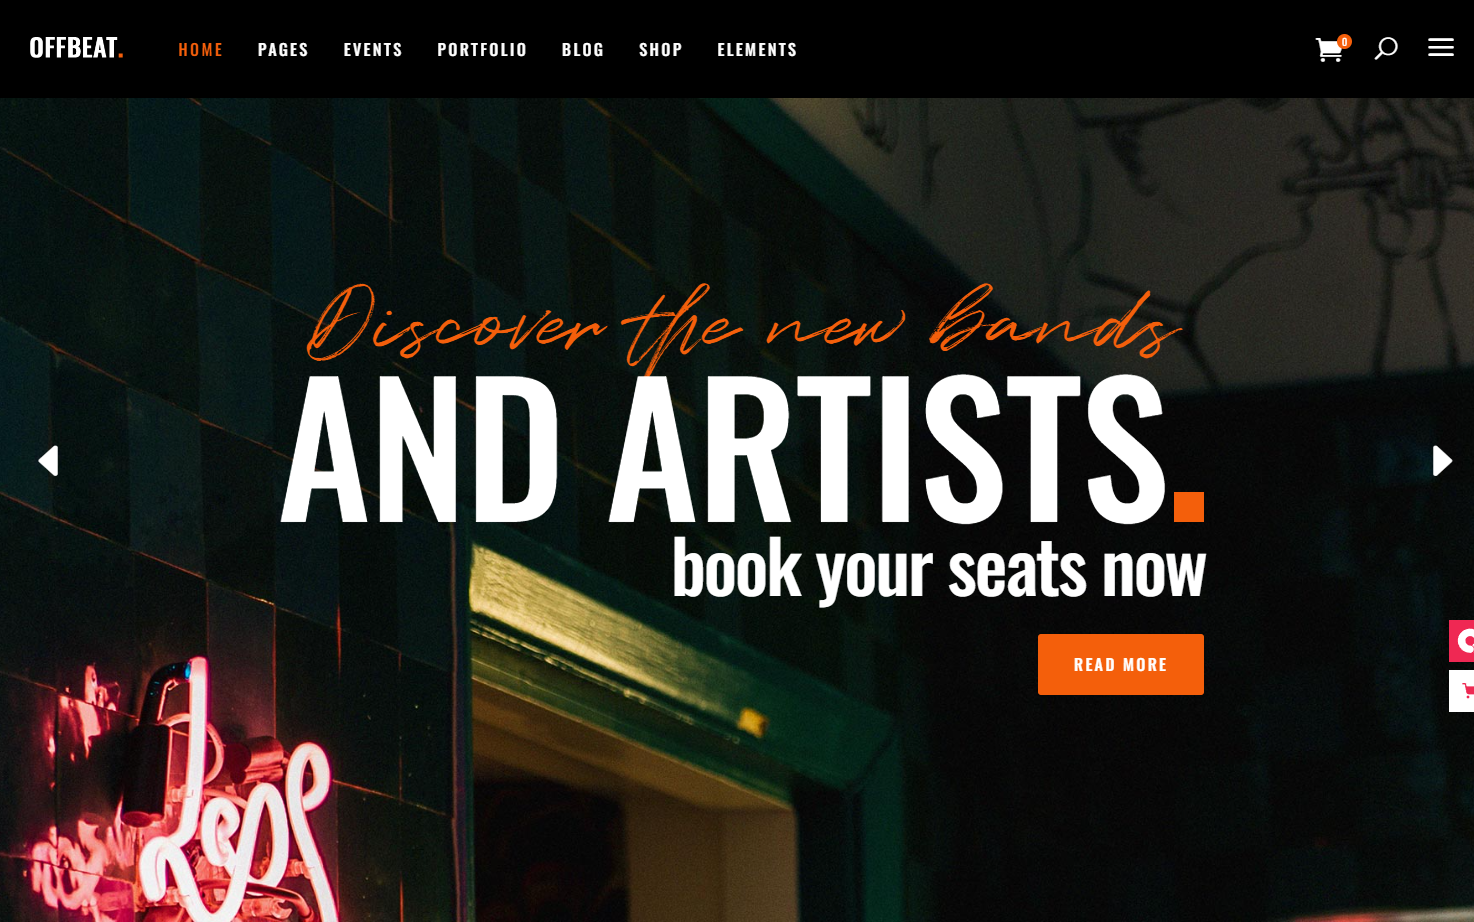 OFFBEAT.
HOME PAGES EVENTS PORTFOLIO BLOG SHOP ELEMENTS
0
Discover the new bands
AND ARTISTS.
book your seats now
READ MORE